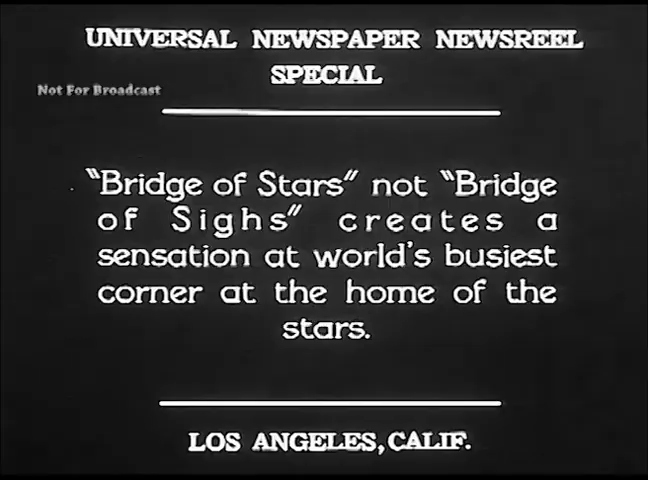 UNIVERSAL NEWSPAPER NEWSREEL
SPECIAL
Not For Broadcast
"Bridge of Stars" not "Bridge
of Sighs" creates a
sensation at world's busiest
corner at the home of the
stars.
LOS ANGELES, CALIF.